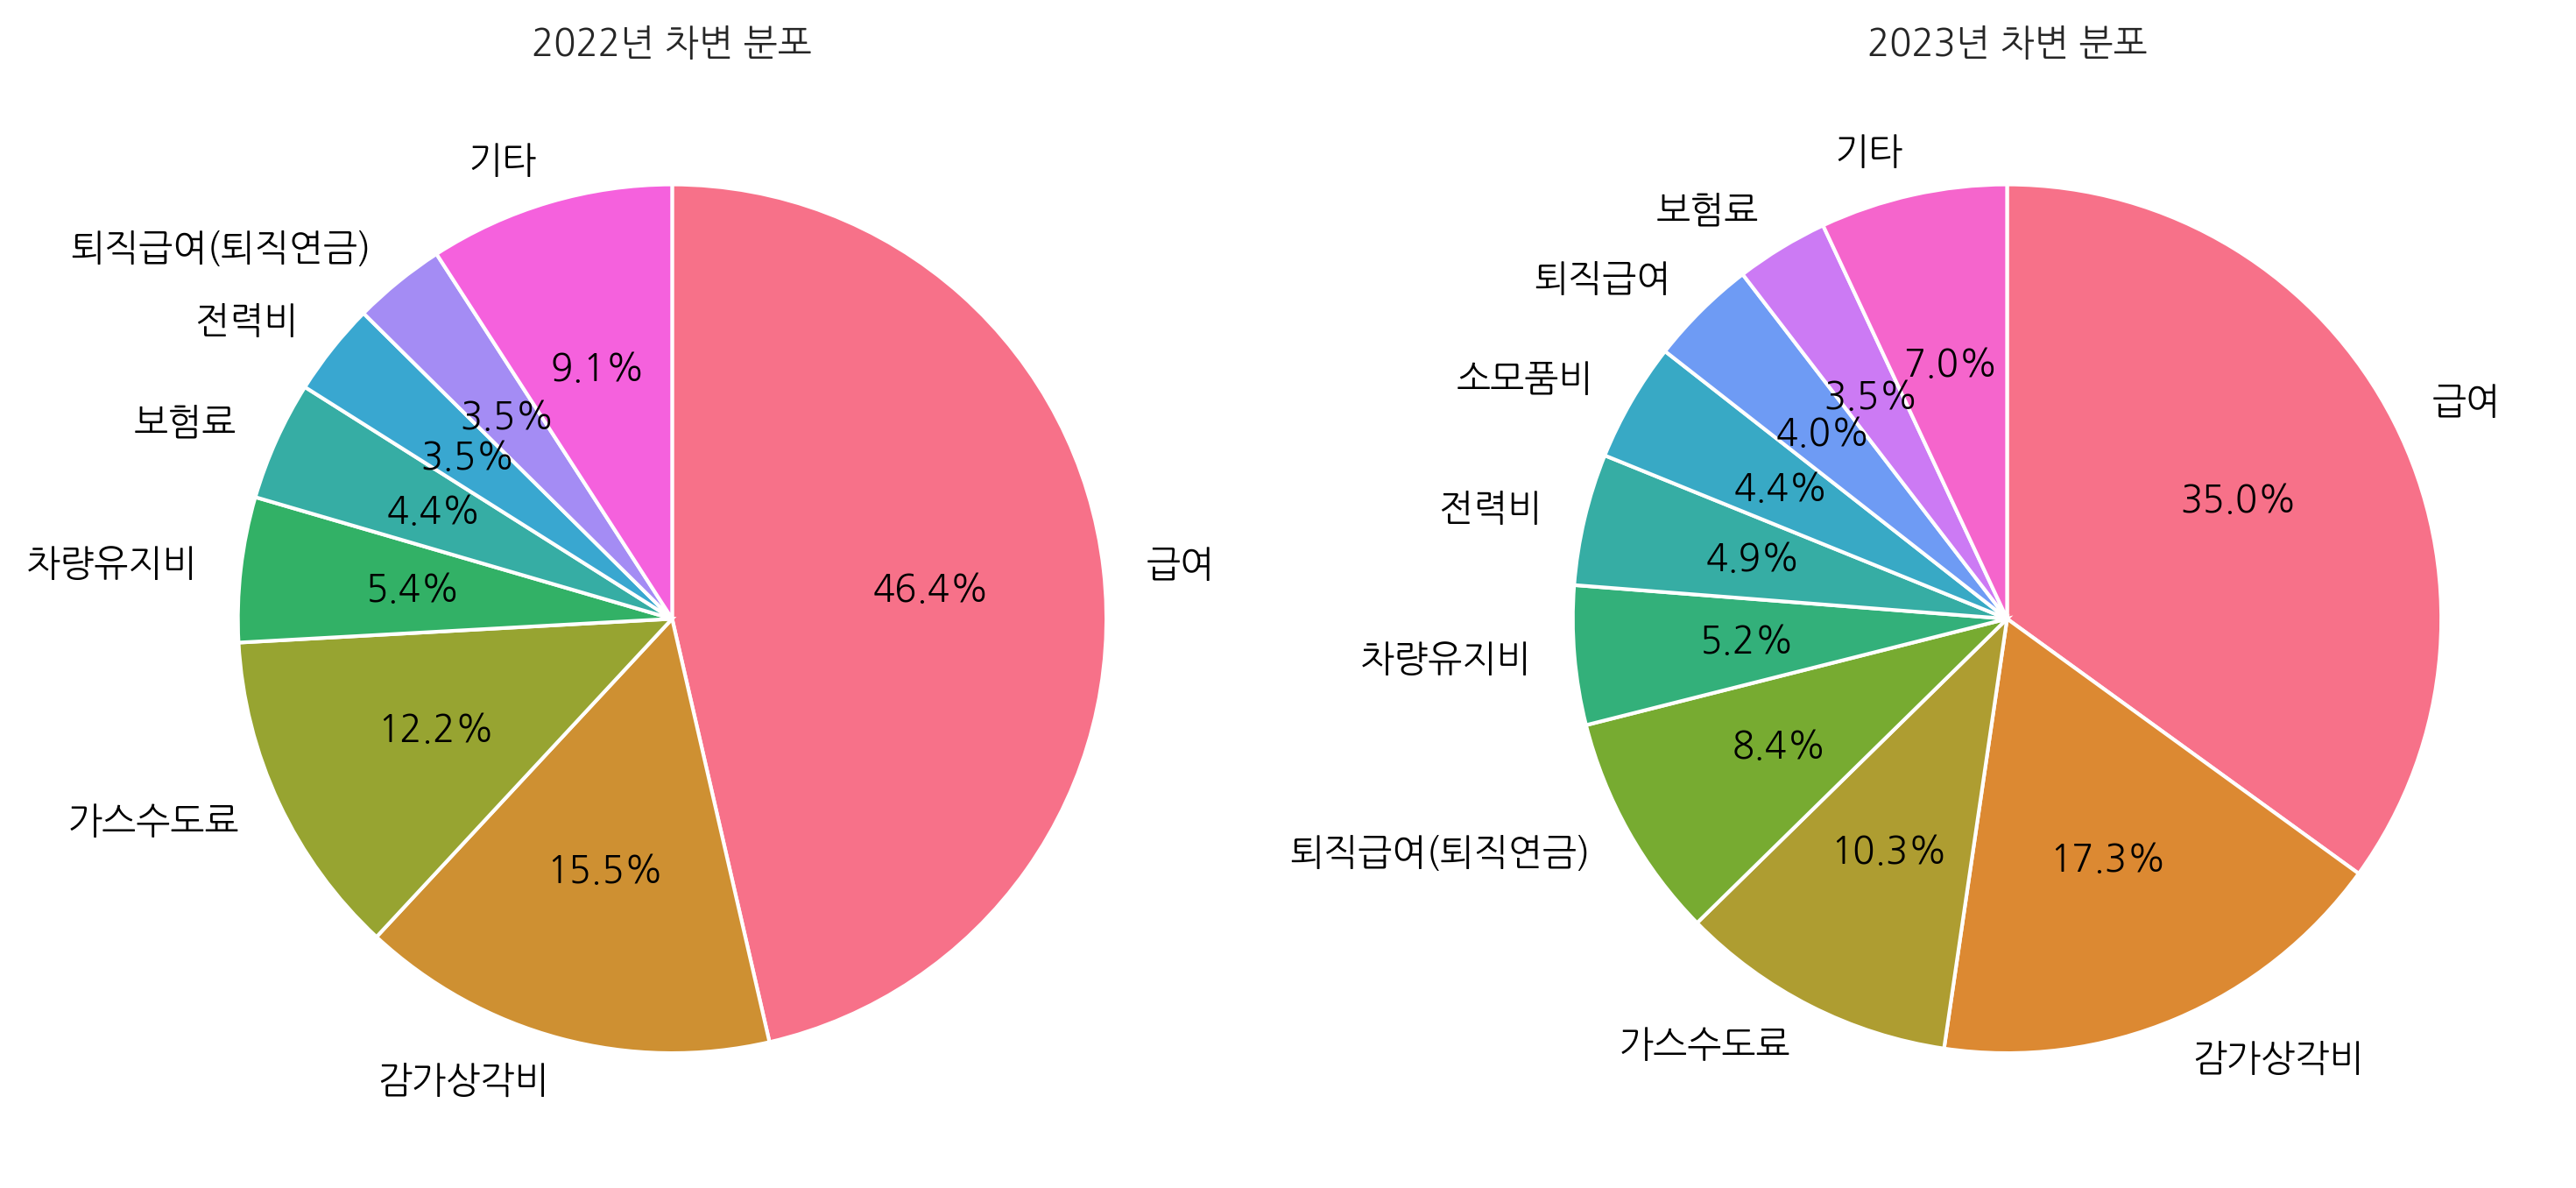 2022년 차변 분포
기타
퇴직급여(퇴직연금)
전력비
보험료
차량유지비
가스수도료
감가상각비
급여
9.1%
3.5%
3.5%
4.4%
5.4%
12.2%
15.5%
46.4%
2023년 차변 분포
기타
보험료
퇴직급여
소모품비
전력비
차량유지비
퇴직급여(퇴직연금)
가스수도료
감가상각비
급여
7.0%
3.5%
4.0%
4.4%
4.9%
5.2%
8.4%
10.3%
17.3%
35.0%